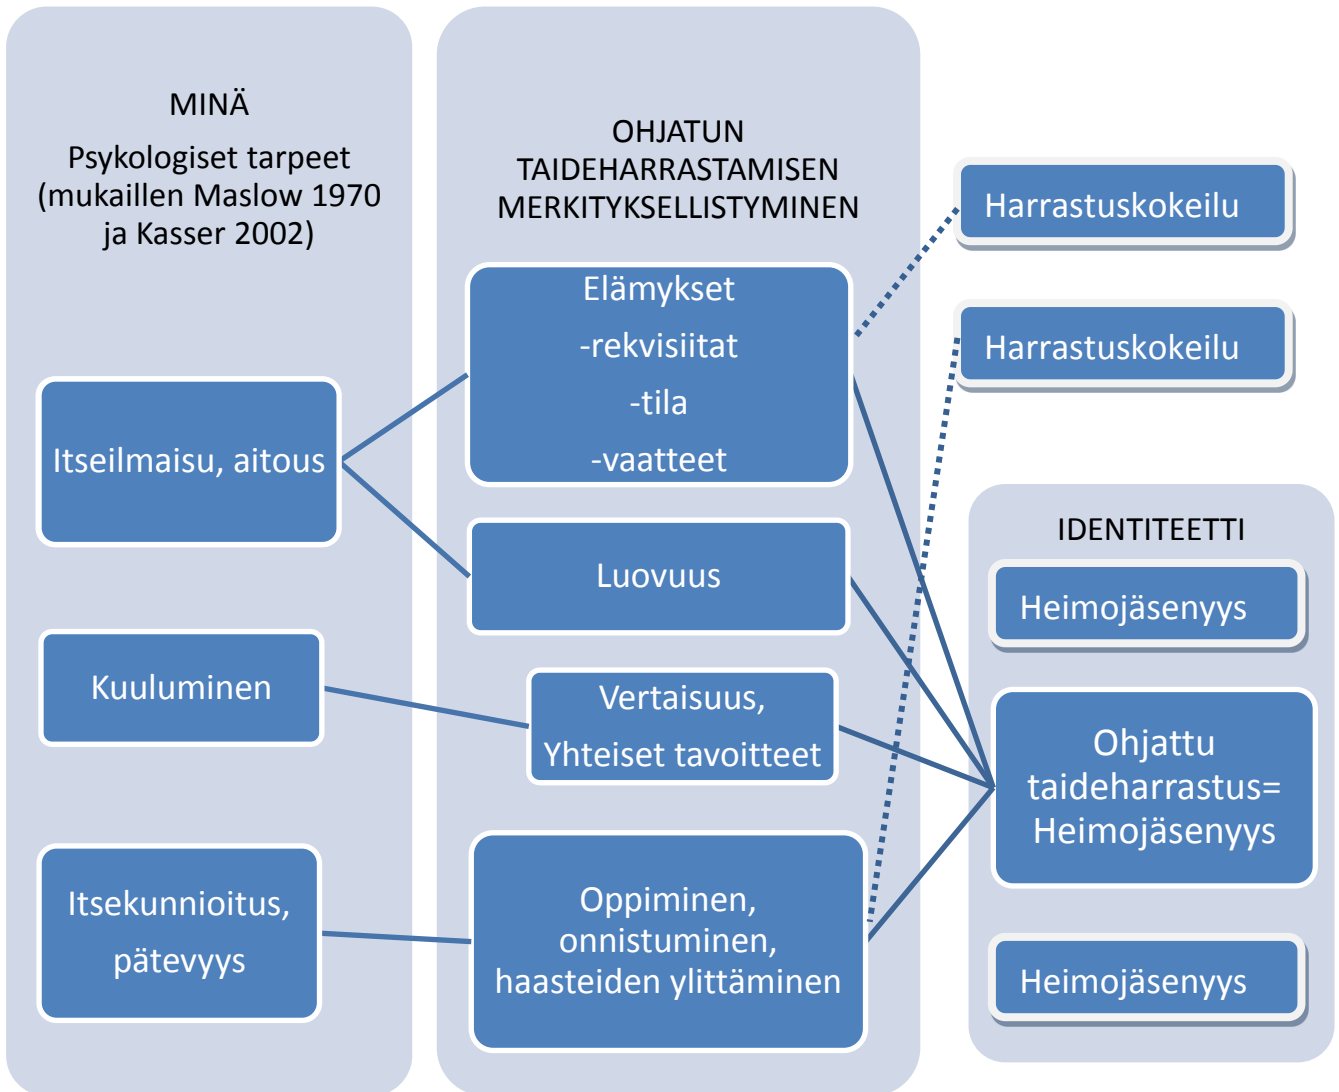 MINÄ
Psykologiset tarpeet
(mukaillen Maslow 1970
ja Kasser 2002)
Itseilmaisu, aitous
Kuuluminen
Itsekunnioitus,
pätevyys
OHJATUN
TAIDEHARRASTAMISEN
MERKITYKSELLISTYMINEN
Elämykset
-rekvisiitat
-tila
-vaatteet
Luovuus
Vertaisuus,
Yhteiset tavoitteet
Oppiminen,
onnistuminen,
haasteiden ylittäminen
Harrastuskokeilu
Harrastuskokeilu
IDENTITEETTI
Heimojäsenyys
Ohjattu
taideharrastus=
Heimojäsenyys
Heimojäsenyys